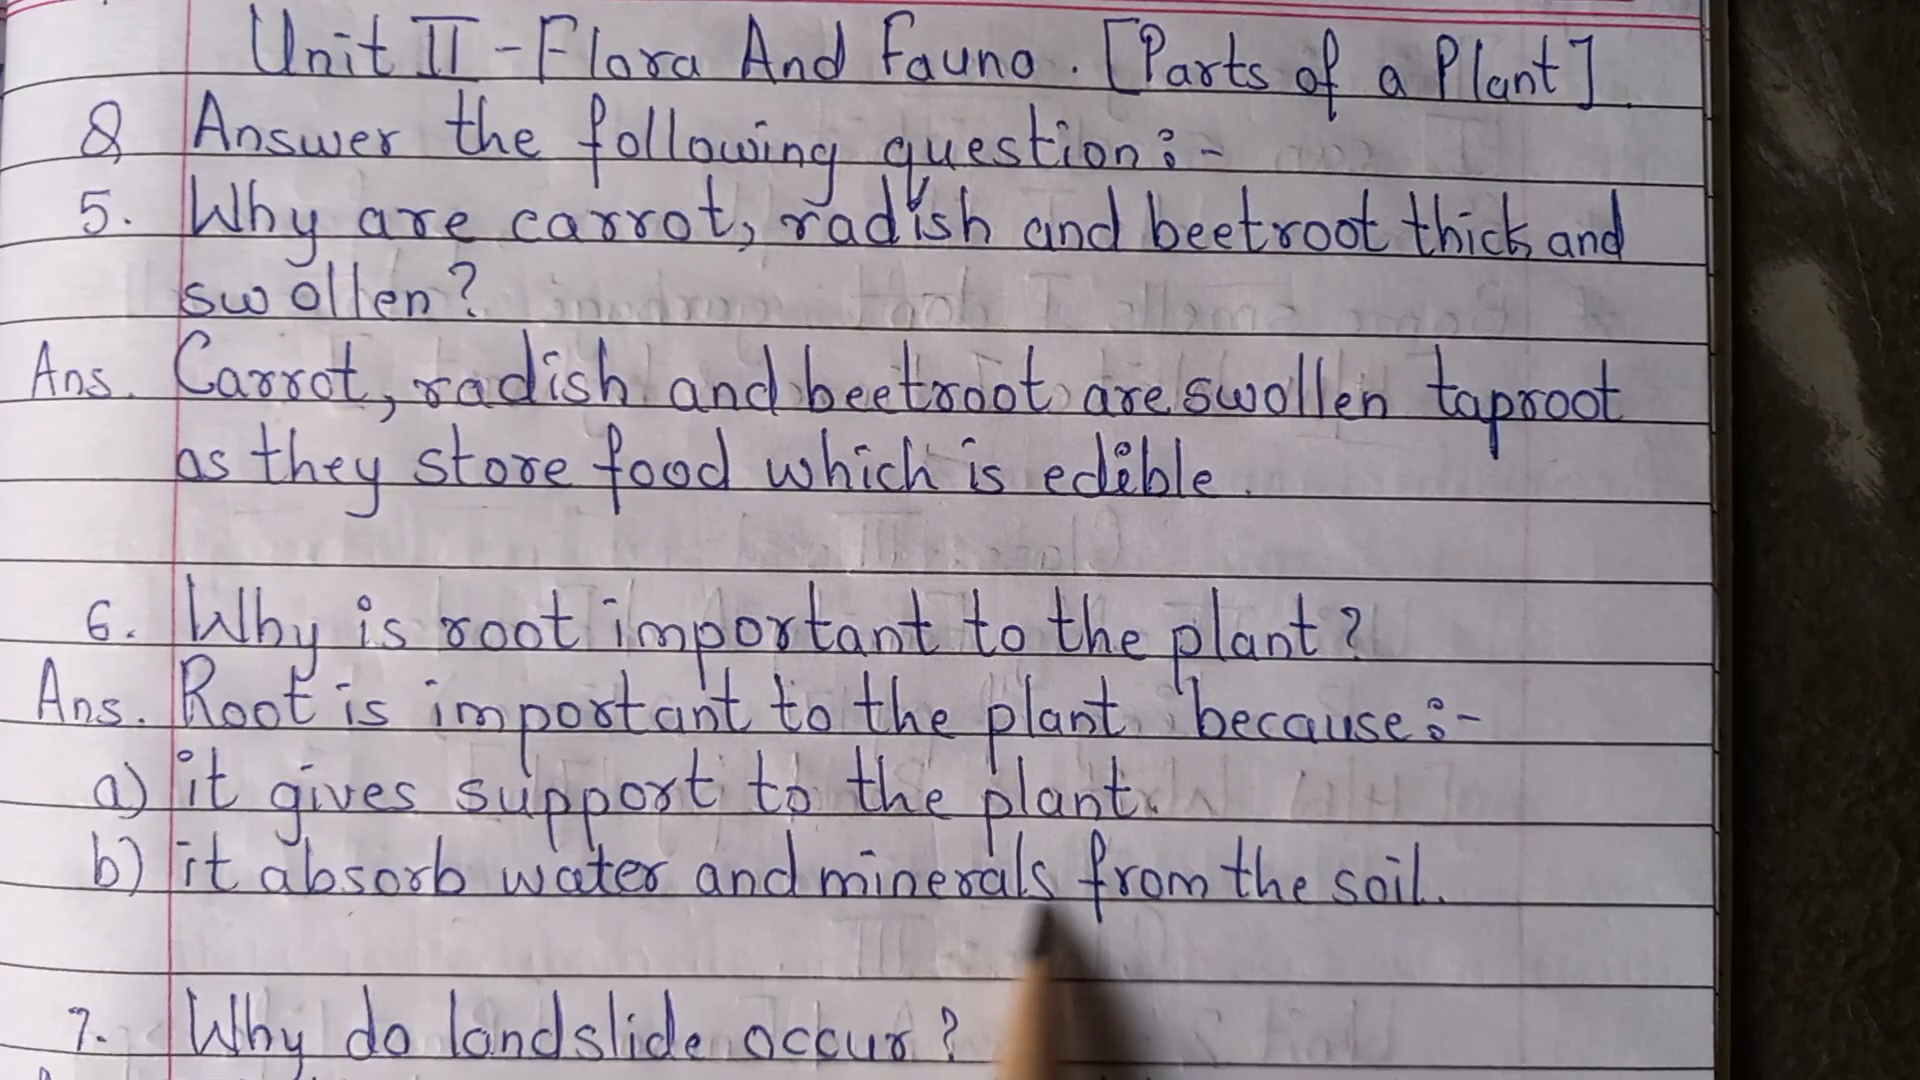 Unit II - Flora And Fauna. [Parts of a Plant]
Q Answer the following question:-
5. Why are carrot, radish and beetroot thick and
swollen?
Ans. Carrot, radish and beetroot are swollen taproot
as they store food which is edible.
6. Why is root important to the plant?
Ans. Root is important to the plant because:-
a) it gives support to the plant.
b) it absorb water and minerals from the soil.
7. Why do landslide occur?